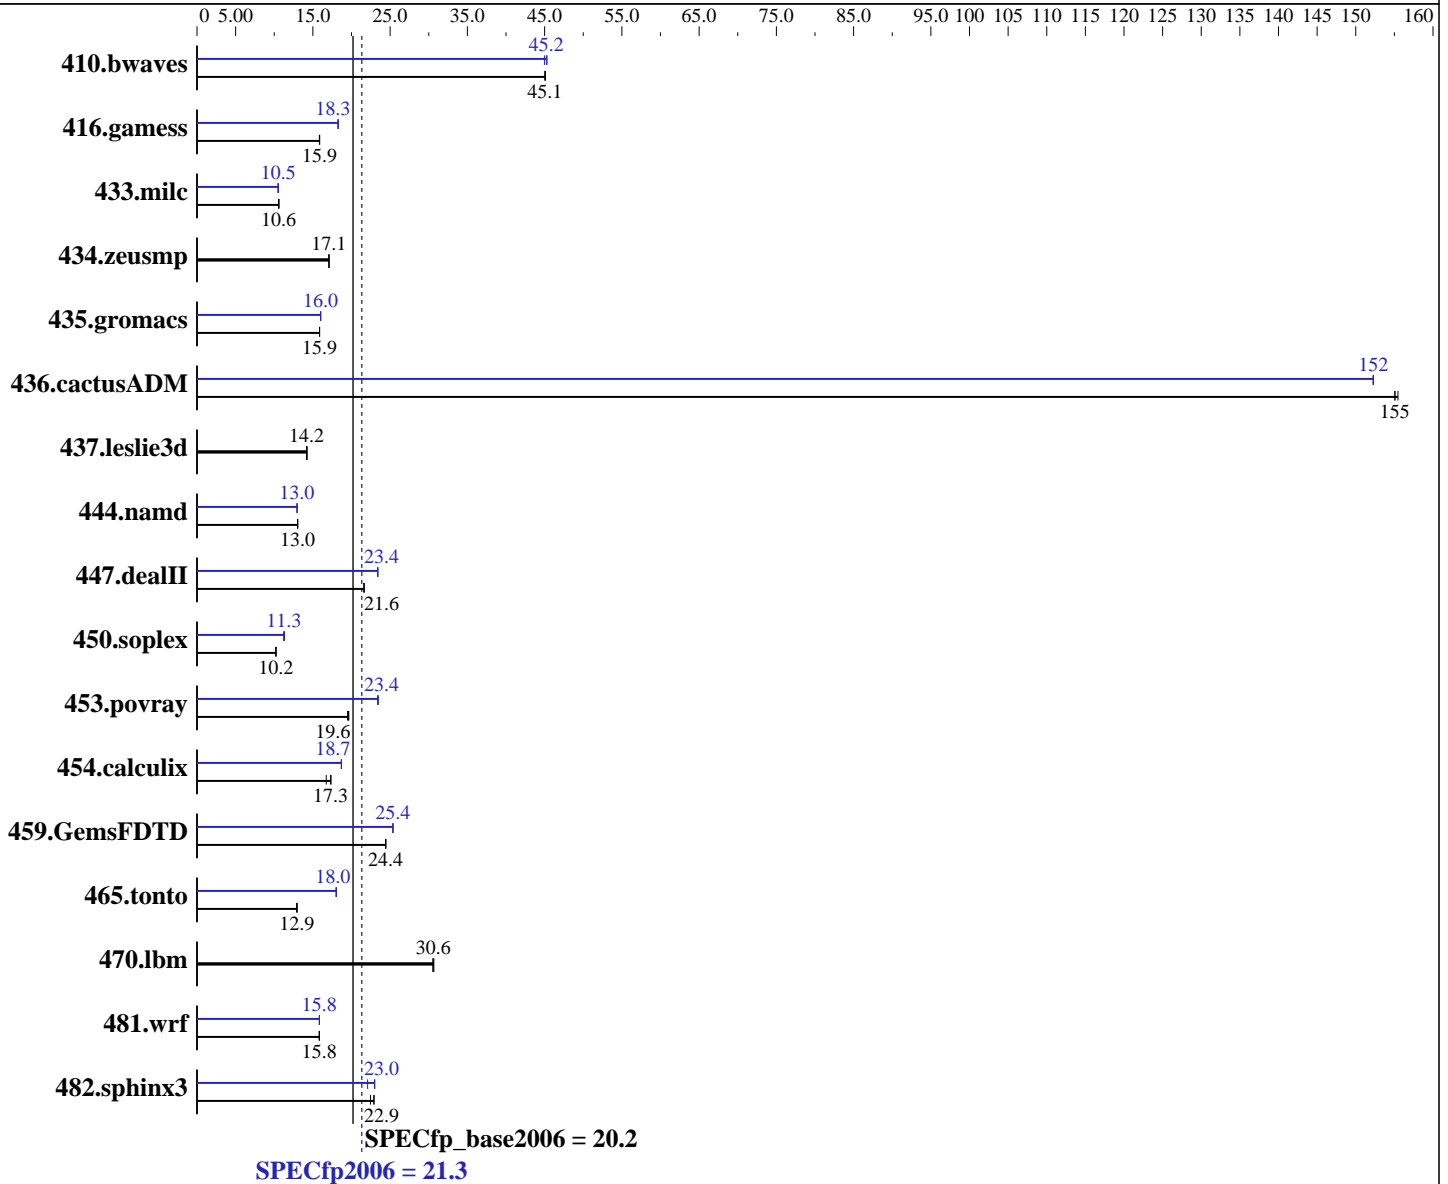 0 5.00 15.0 25.0 35.0 45.0 55.0 65.0 75.0 85.0 95.0 100 105 110 115 120 125 130 135 140 145 150 160
45.2
410.bwaves
45.1
18.3
416.gamess
15.9
10.5
433.milc
10.6
17.1
434.zeusmp
16.0
435.gromacs
15.9
152
436.cactusADM
155
14.2
437.leslie3d
13.0
444.namd
13.0
23.4
447.dealII
21.6
11.3
450.soplex
10.2
23.4
453.povray
19.6
18.7
454.calculix
17.3
25.4
459.GemsFDTD
24.4
18.0
465.tonto
12.9
30.6
470.lbm
15.8
481.wrf
15.8
23.0
482.sphinx3
22.9
SPECfp_base2006 = 20.2
SPECfp2006 = 21.3